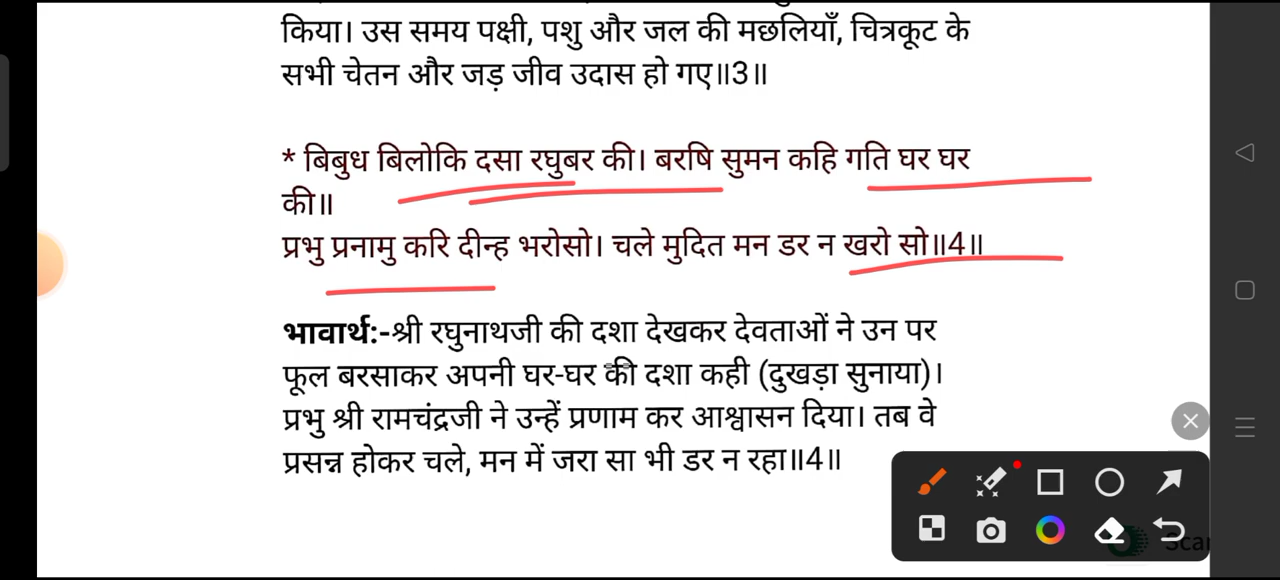 किया। उस समय पक्षी, पशु और जल की मछलियाँ, चित्रकूट के
सभी चेतन और जड़ जीव उदास हो गए॥3॥
* बिबुध बिलोकि दसा रघुबर की। बरषि सुमन कहि गति घर घर
की॥
प्रभु प्रनामु करि दीन्ह भरोसो। चले मुदित मन डर न खरो सो॥4॥
भावार्थ:-श्री रघुनाथजी की दशा देखकर देवताओं ने उन पर
फूल बरसाकर अपनी घर-घर की दशा कही (दुखड़ा सुनाया)।
प्रभु श्री रामचंद्रजी ने उन्हें प्रणाम कर आश्वासन दिया। तब वे
प्रसन्न होकर चले, मन में जरा सा भी डर न रहा॥4॥